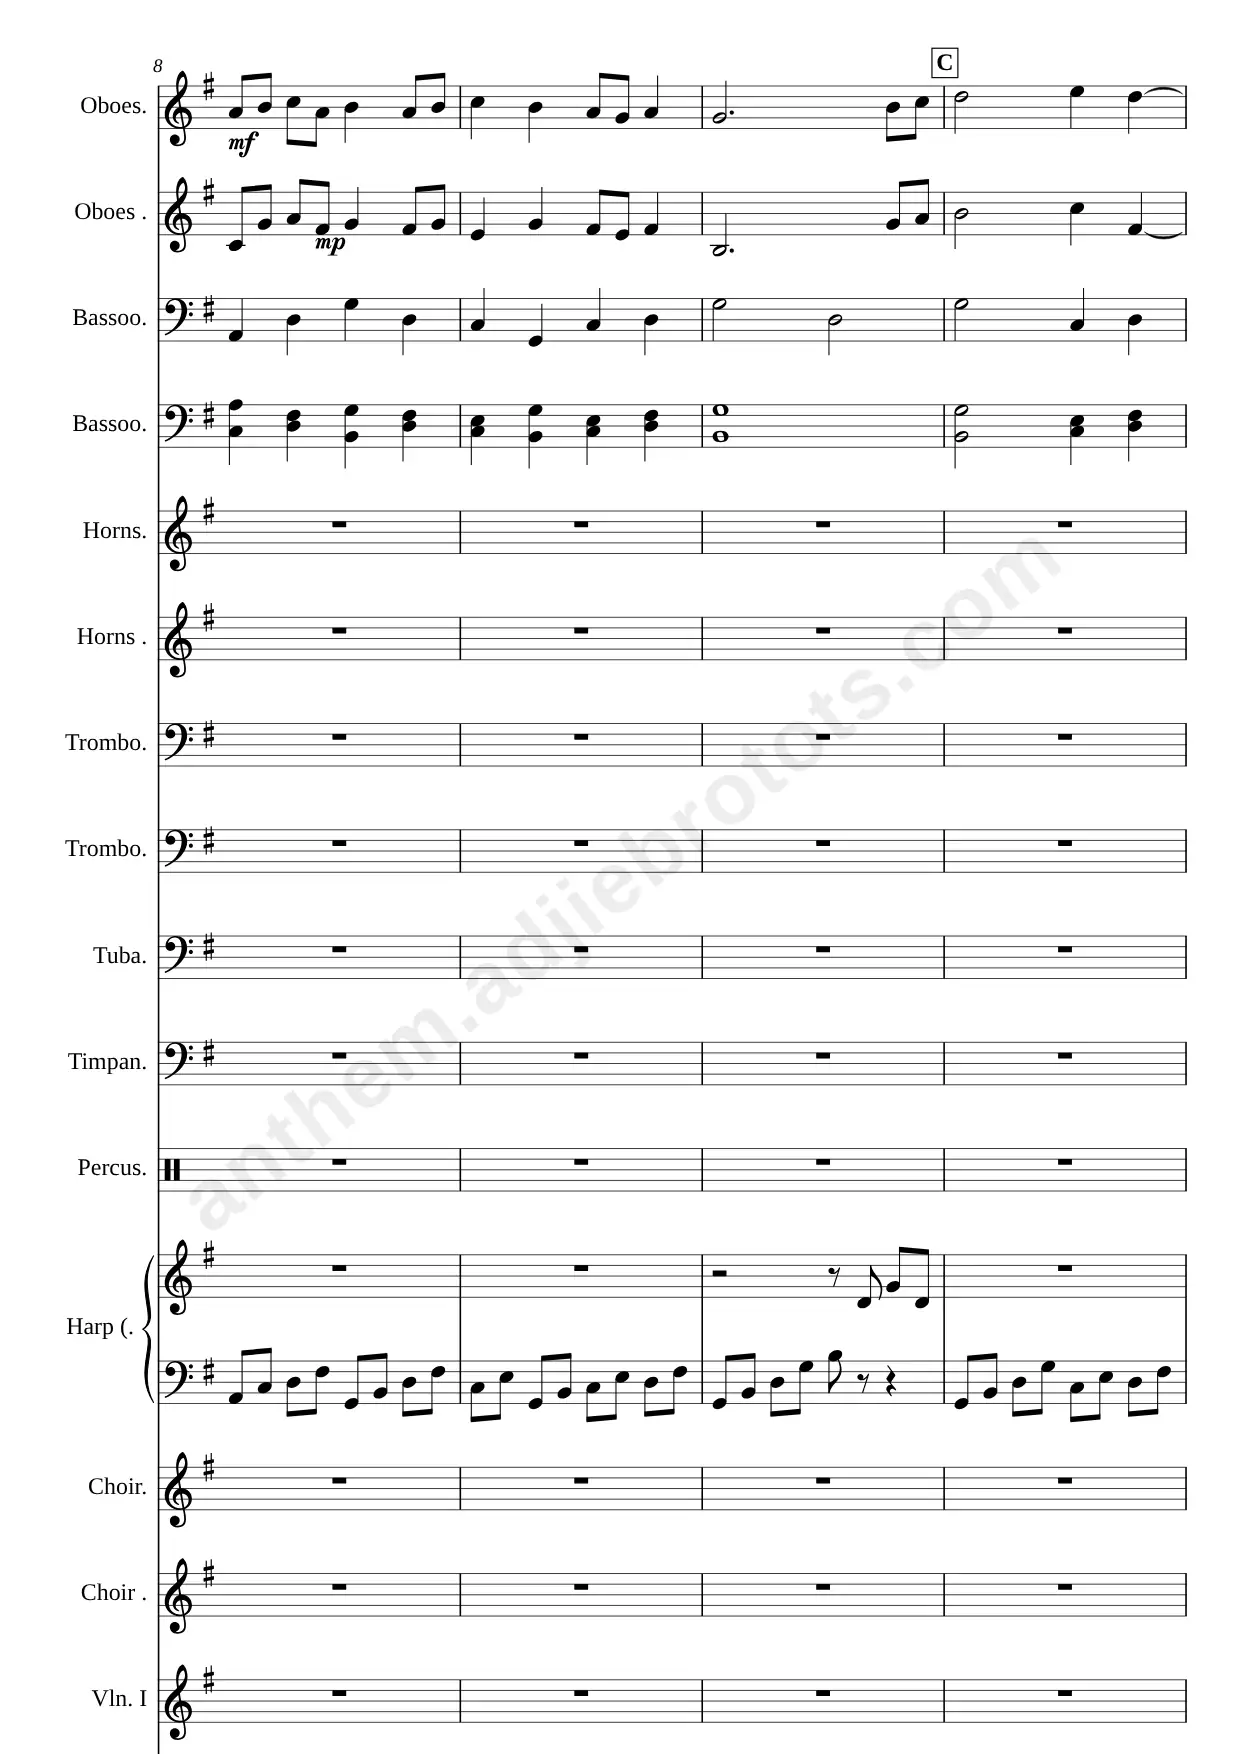 8
C
Oboes.
mf
Oboes .
mp
Bassoo.
Bassoo.
Horns.
Horns .
Trombo.
Trombo.
Tuba.
Timpan.
Percus.
Harp (.
Choir.
Choir .
Vln. I
anthem.adjiebrotots.com